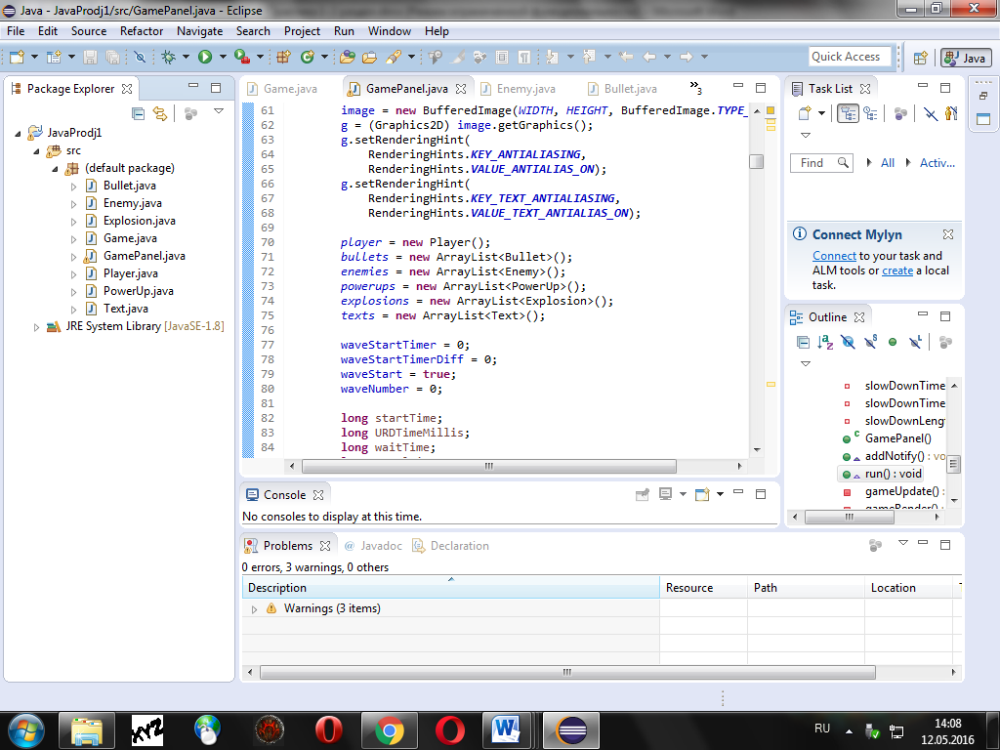 Java - JavaProdj1/src/GamePanel.java - Eclipse
File Edit Source Refactor Navigate Search Project Run Window Help
Quick Access
Java
Package Explorer
JavaProdj1
src
(default package)
Bullet.java
Enemy.java
Explosion.java
Game.java
GamePanel.java
Player.java
PowerUp.java
Text.java
JRE System Library [JavaSE-1.8]
Game.java GamePanel.java Enemy.java Bullet.java »3
61 image = new BufferedImage(WIDTH, HEIGHT, BufferedImage.TYPE_
62 g = (Graphics2D) image.getGraphics();
63 g.setRenderingHint(
64 RenderingHints.KEY_ANTIALIASING,
65 RenderingHints.VALUE_ANTIALIAS_ON);
66 g.setRenderingHint(
67 RenderingHints.KEY_TEXT_ANTIALIASING,
68 RenderingHints.VALUE_TEXT_ANTIALIAS_ON);
69
70 player = new Player();
71 bullets = new ArrayList<Bullet>();
72 enemies = new ArrayList<Enemy>();
73 powerups = new ArrayList<PowerUp>();
74 explosions = new ArrayList<Explosion>();
75 texts = new ArrayList<Text>();
76
77 waveStartTimer = 0;
78 waveStartTimerDiff = 0;
79 waveStart = true;
80 waveNumber = 0;
81
82 long startTime;
83 long URDTimeMillis;
84 long waitTime;
Console
No consoles to display at this time.
Problems @ Javadoc Declaration
0 errors, 3 warnings, 0 others
Description Resource Path Location
Warnings (3 items)
Task List
Find All Activ...
Connect Mylyn
Connect to your task and
ALM tools or create a local
task.
Outline
slowDownTime
slowDownTime
slowDownLeng
GamePanel()
addNotify() : vo
run() : void
gameUpdate() :
XYZ
RU
14:08
12.05.2016